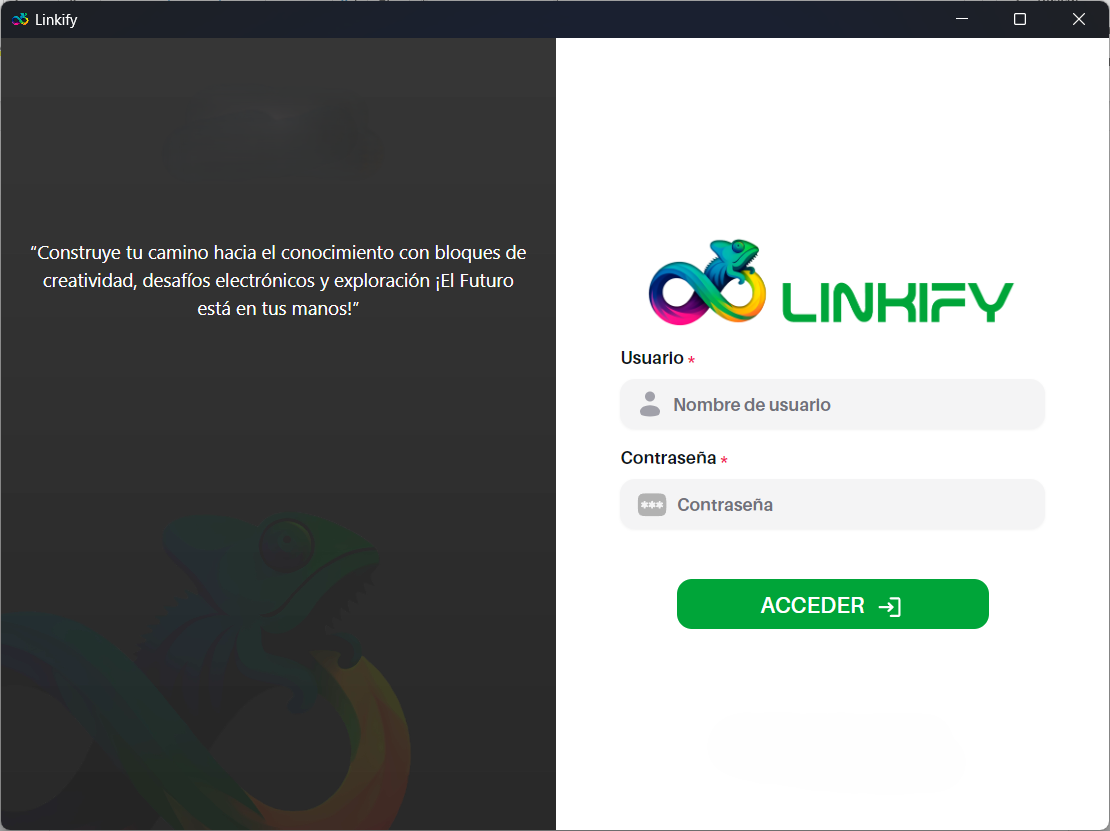 Linkify
“Construye tu camino hacia el conocimiento con bloques de
creatividad, desafíos electrónicos y exploración ¡El Futuro
está en tus manos!”
LINKIFY
Usuario *
Nombre de usuario
Contraseña *
*** Contraseña
ACCEDER